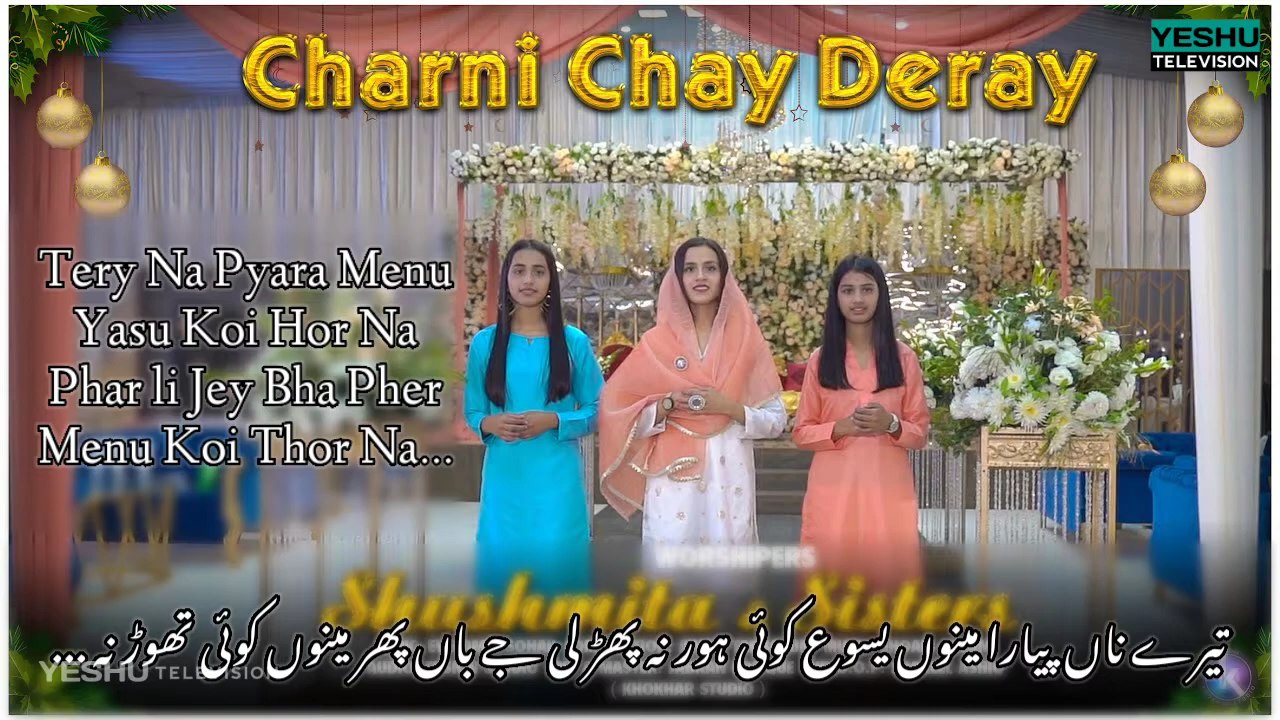 Charni Chay Deray
YESHU
TELEVISION
Tery Na Pyara Menu
Yasu Koi Hor Na
Phar li Jey Bha Pher
Menu Koi Thor Na...
WORSHIPERS
Shushmita & Sisters
تیرے ناں پیارا مینوں یسوع کوئی ہور نہ پھڑ لی جے باں پھر مینوں کوئی تھوڑ نہ...
YESHU TELEVISION
( KHOKHAR STUDIO )